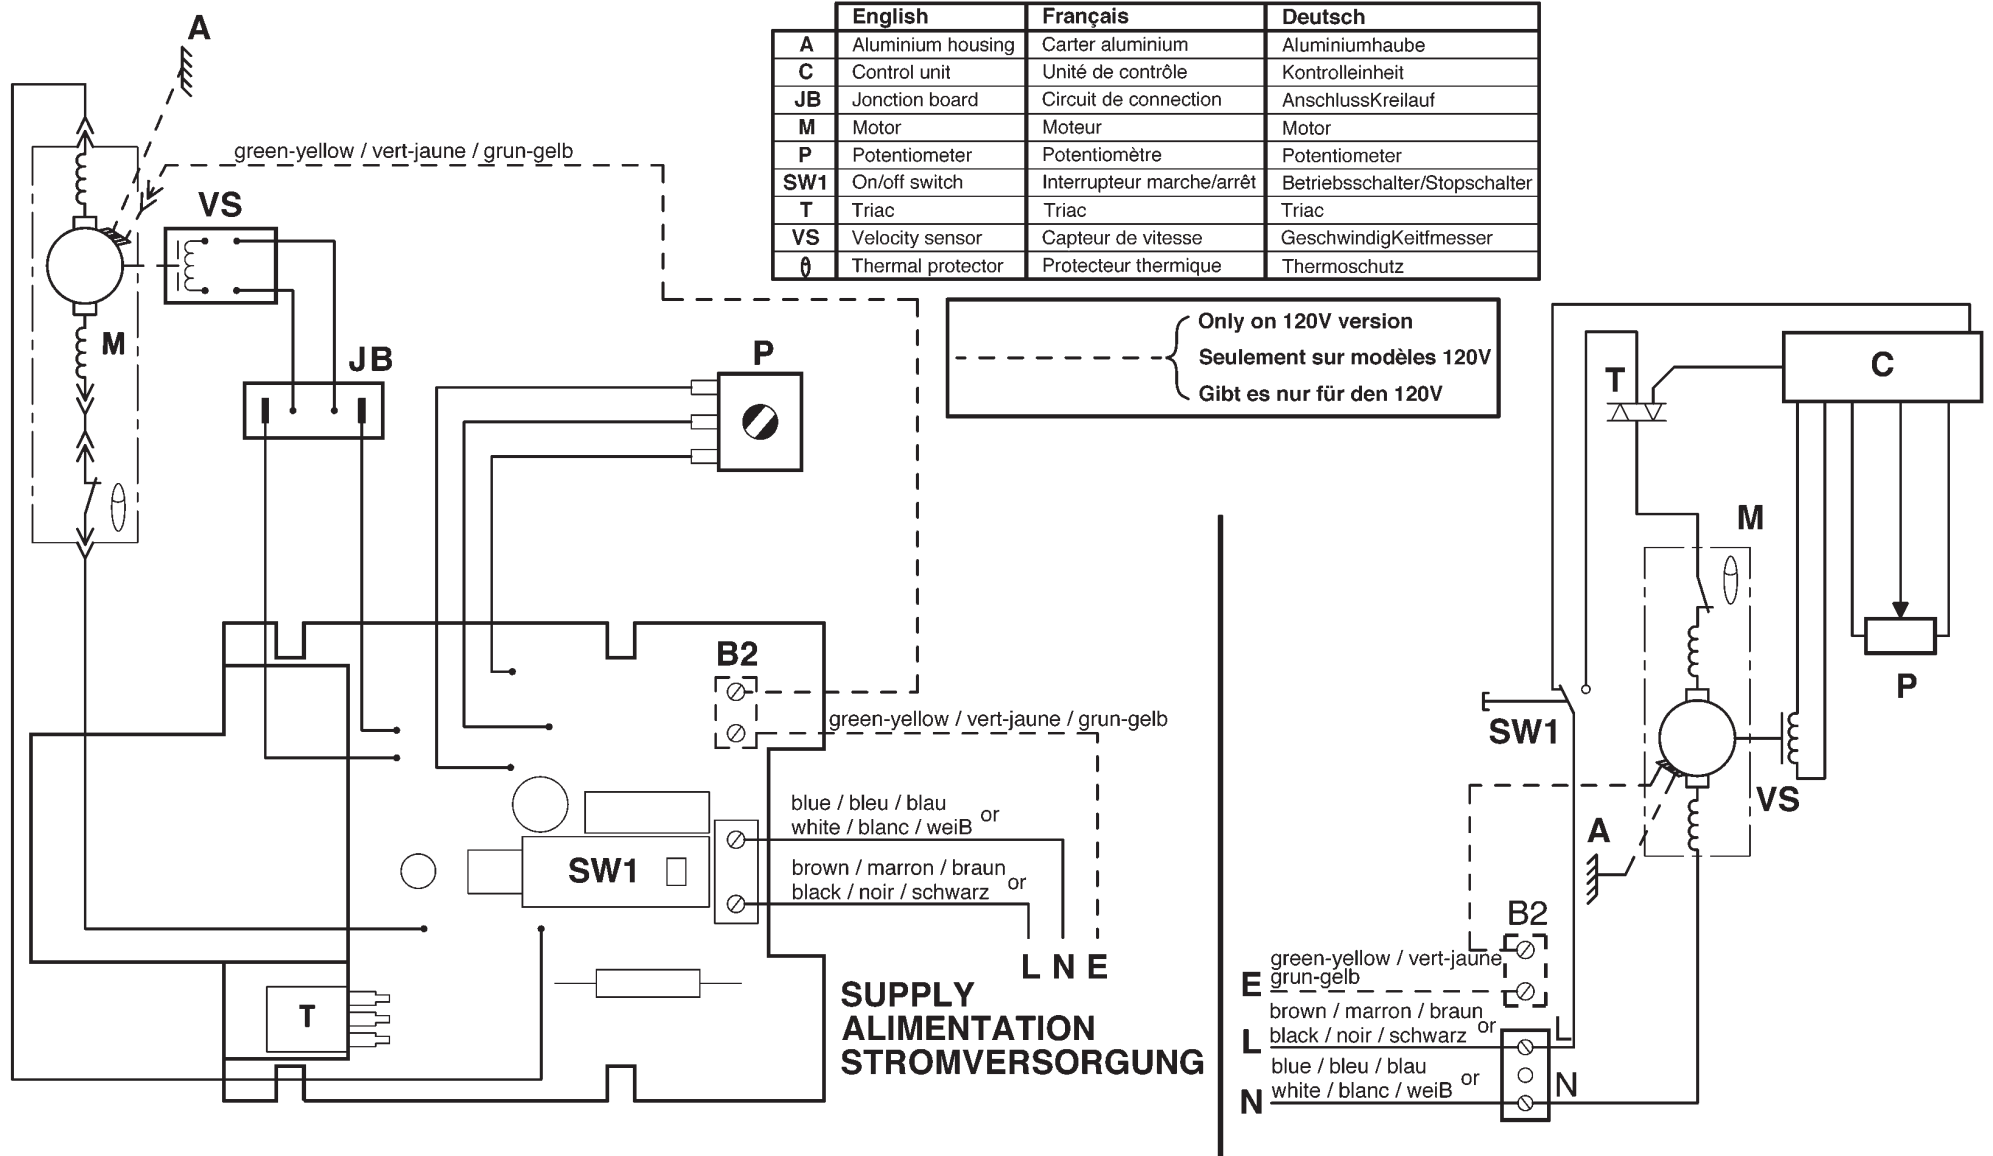 English Français Deutsch
A Aluminium housing Carter aluminium Aluminiumhaube
C Control unit Unité de contrôle Kontrolleinheit
JB Jonction board Circuit de connection AnschlussKreilauf
M Motor Moteur Motor
P Potentiometer Potentiomètre Potentiometer
SW1 On/off switch Interrupteur marche/arrêt Betriebsschalter/Stopschalter
T Triac Triac Triac
VS Velocity sensor Capteur de vitesse GeschwindigKeitfmesser
θ Thermal protector Protecteur thermique Thermoschutz
Only on 120V version
Seulement sur modèles 120V
Gibt es nur für den 120V
A
green-yellow / vert-jaune / grun-gelb
VS
M
JB
P
B2
green-yellow / vert-jaune / grun-gelb
blue / bleu / blau
white / blanc / weiB or
brown / marron / braun
black / noir / schwarz or
SW1
T
L N E
SUPPLY
ALIMENTATION
STROMVERSORGUNG
C
T
M
P
SW1
VS
A
B2
green-yellow / vert-jaune
grun-gelb
E
brown / marron / braun
black / noir / schwarz or
L
L
blue / bleu / blau
white / blanc / weiB or
N
N